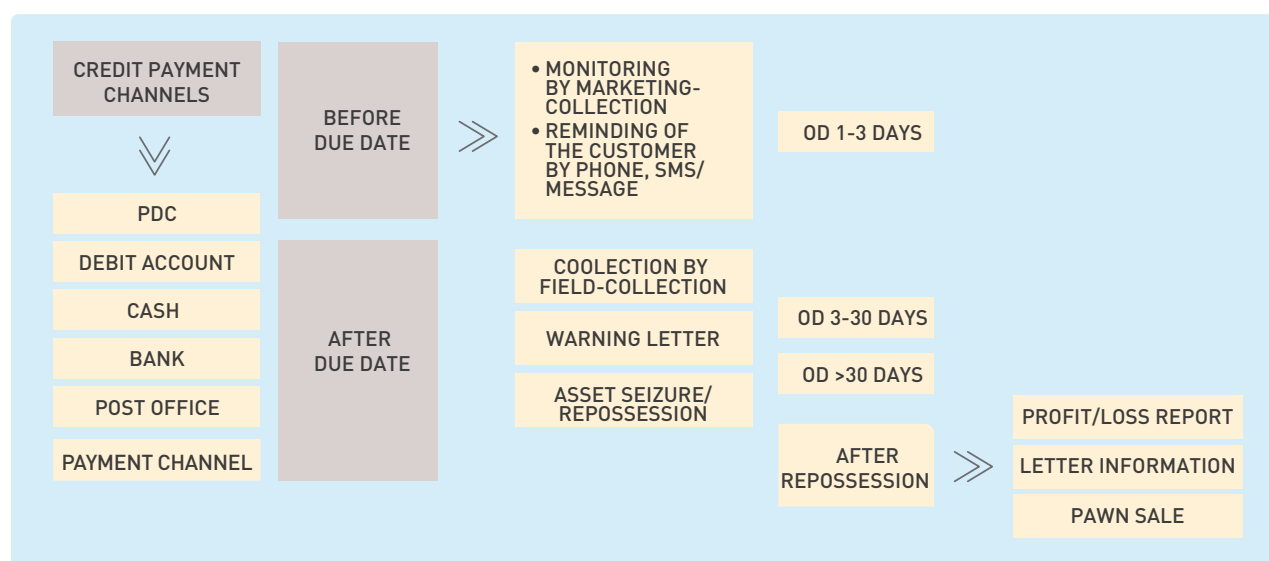 CREDIT PAYMENT
CHANNELS
PDC
DEBIT ACCOUNT
CASH
BANK
POST OFFICE
PAYMENT CHANNEL
BEFORE
DUE DATE
• MONITORING
BY MARKETING-
COLLECTION
• REMINDING OF
THE CUSTOMER
BY PHONE, SMS/
MESSAGE
OD 1-3 DAYS
AFTER
DUE DATE
COOLECTION BY
FIELD-COLLECTION
WARNING LETTER
ASSET SEIZURE/
REPOSSESSION
OD 3-30 DAYS
OD >30 DAYS
AFTER
REPOSSESSION
PROFIT/LOSS REPORT
LETTER INFORMATION
PAWN SALE